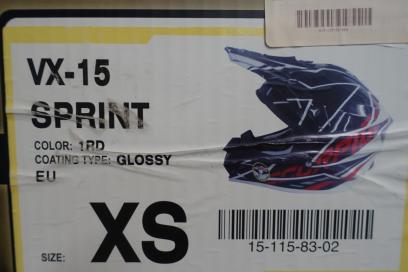 VX-15
SPRINT
COLOR: 1RD
COATING TYPE: GLOSSY
EU
SIZE: XS
15-115-83-02